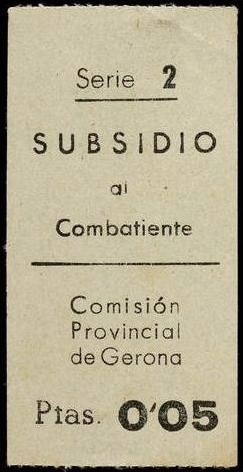 Serie 2
SUBSIDIO
al
Combatiente
Comisión
Provincial
de Gerona
Ptas. 0'05